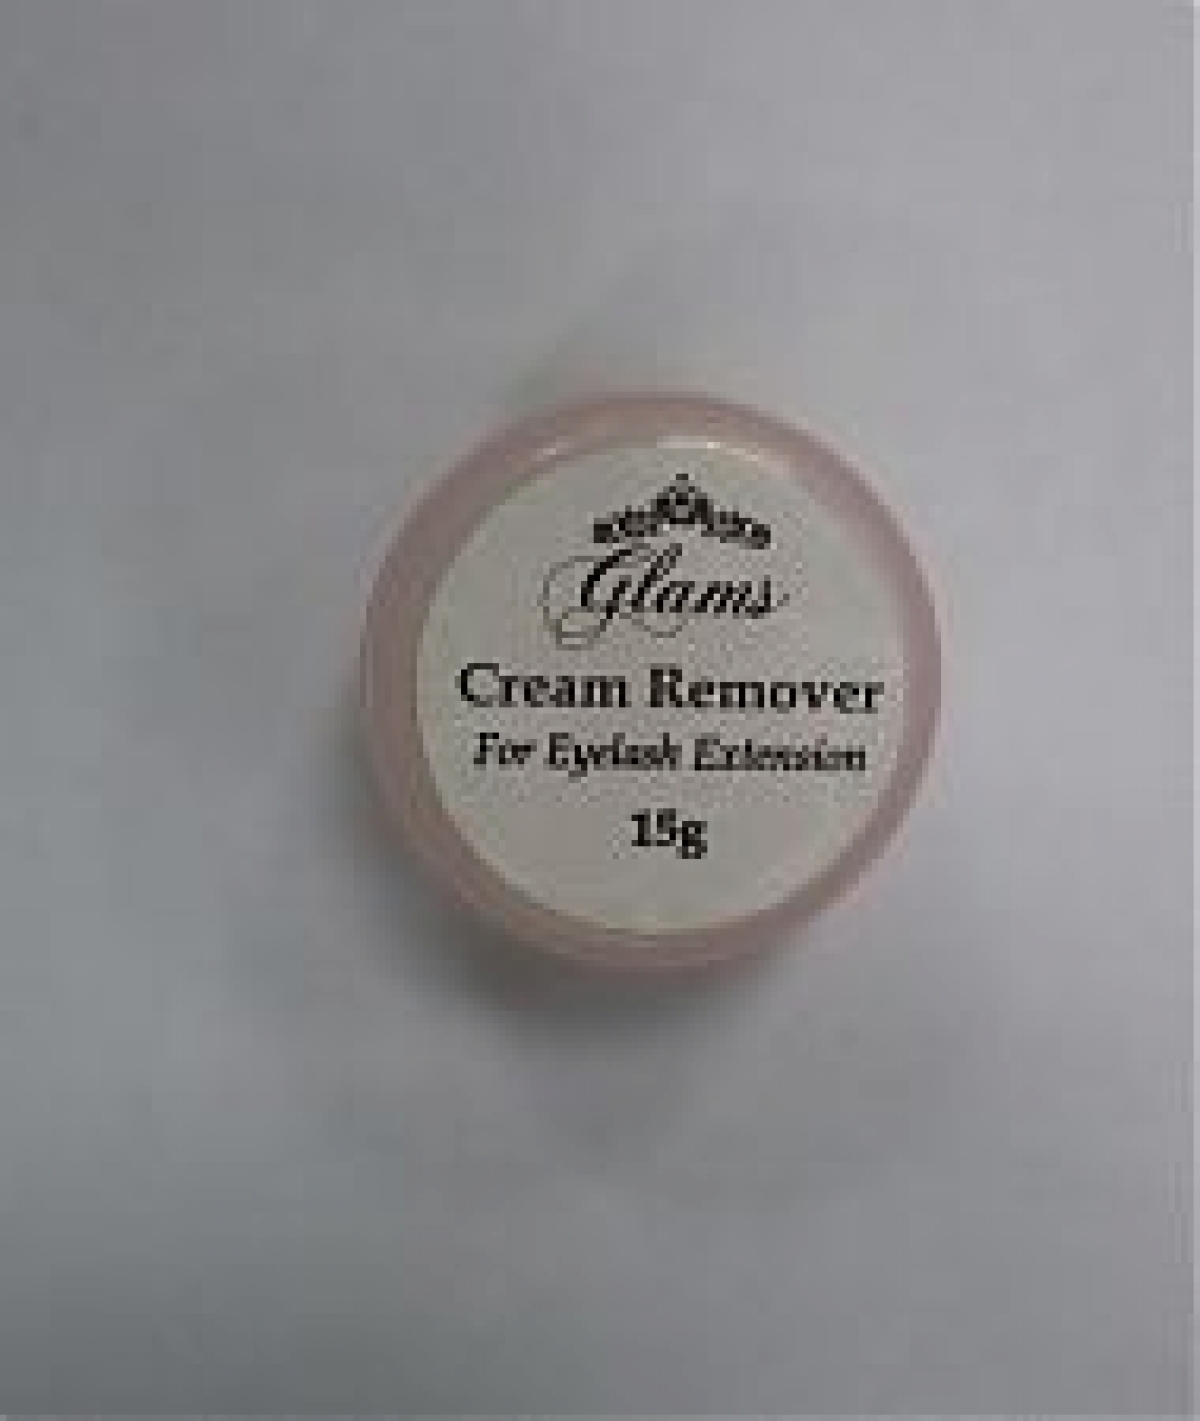 Glams
Cream Remover
For Eyelash Extension
15g